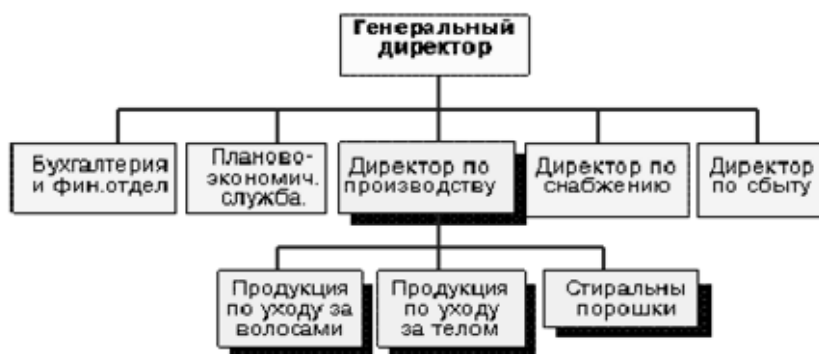 Генеральный
директор
Бухгалтерия
и фин.отдел
Планово-
экономич.
служба.
Директор по
производству
Директор по
снабжению
Директор
по сбыту
Продукция
по уходу за
волосами
Продукция
по уходу
за телом
Стиральны
порошки